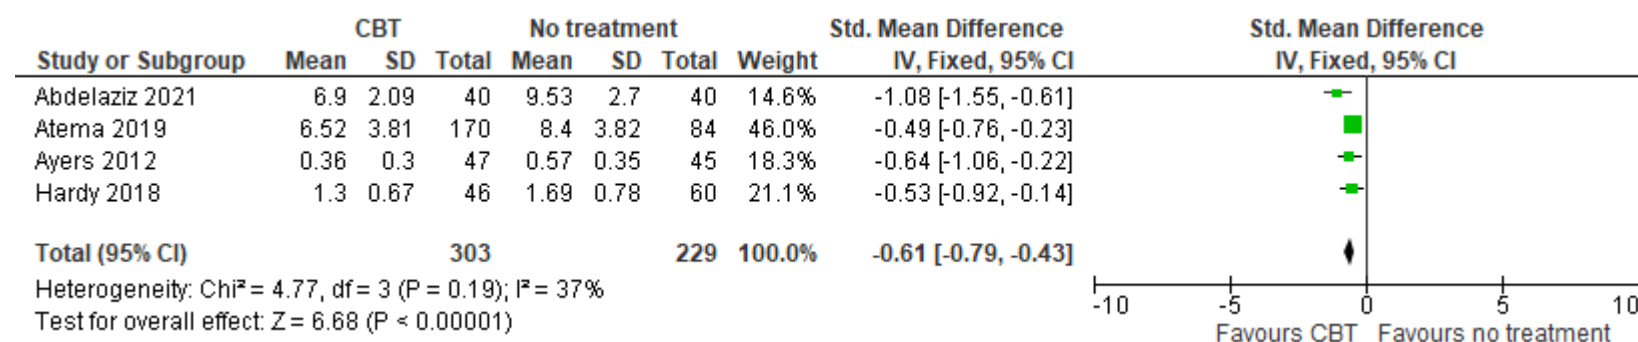 CBT No treatment Std. Mean Difference Std. Mean Difference
Study or Subgroup Mean SD Total Mean SD Total Weight IV, Fixed, 95% CI IV, Fixed, 95% CI
Abdelaziz 2021 6.9 2.09 40 9.53 2.7 40 14.6% -1.08 [-1.55, -0.61]
Atema 2019 6.52 3.81 170 8.4 3.82 84 46.0% -0.49 [-0.76, -0.23]
Ayers 2012 0.36 0.3 47 0.57 0.35 45 18.3% -0.64 [-1.06, -0.22]
Hardy 2018 1.3 0.67 46 1.69 0.78 60 21.1% -0.53 [-0.92, -0.14]
Total (95% CI) 303 229 100.0% -0.61 [-0.79, -0.43]
Heterogeneity: Chi² = 4.77, df = 3 (P = 0.19); I² = 37%
Test for overall effect: Z = 6.68 (P < 0.00001)
-10 -5 0 5 10
Favours CBT Favours no treatment